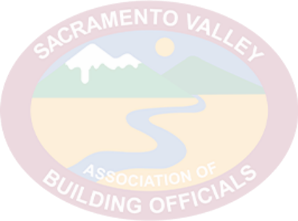 SACRAMENTO VALLEY
ASSOCIATION OF
BUILDING OFFICIALS